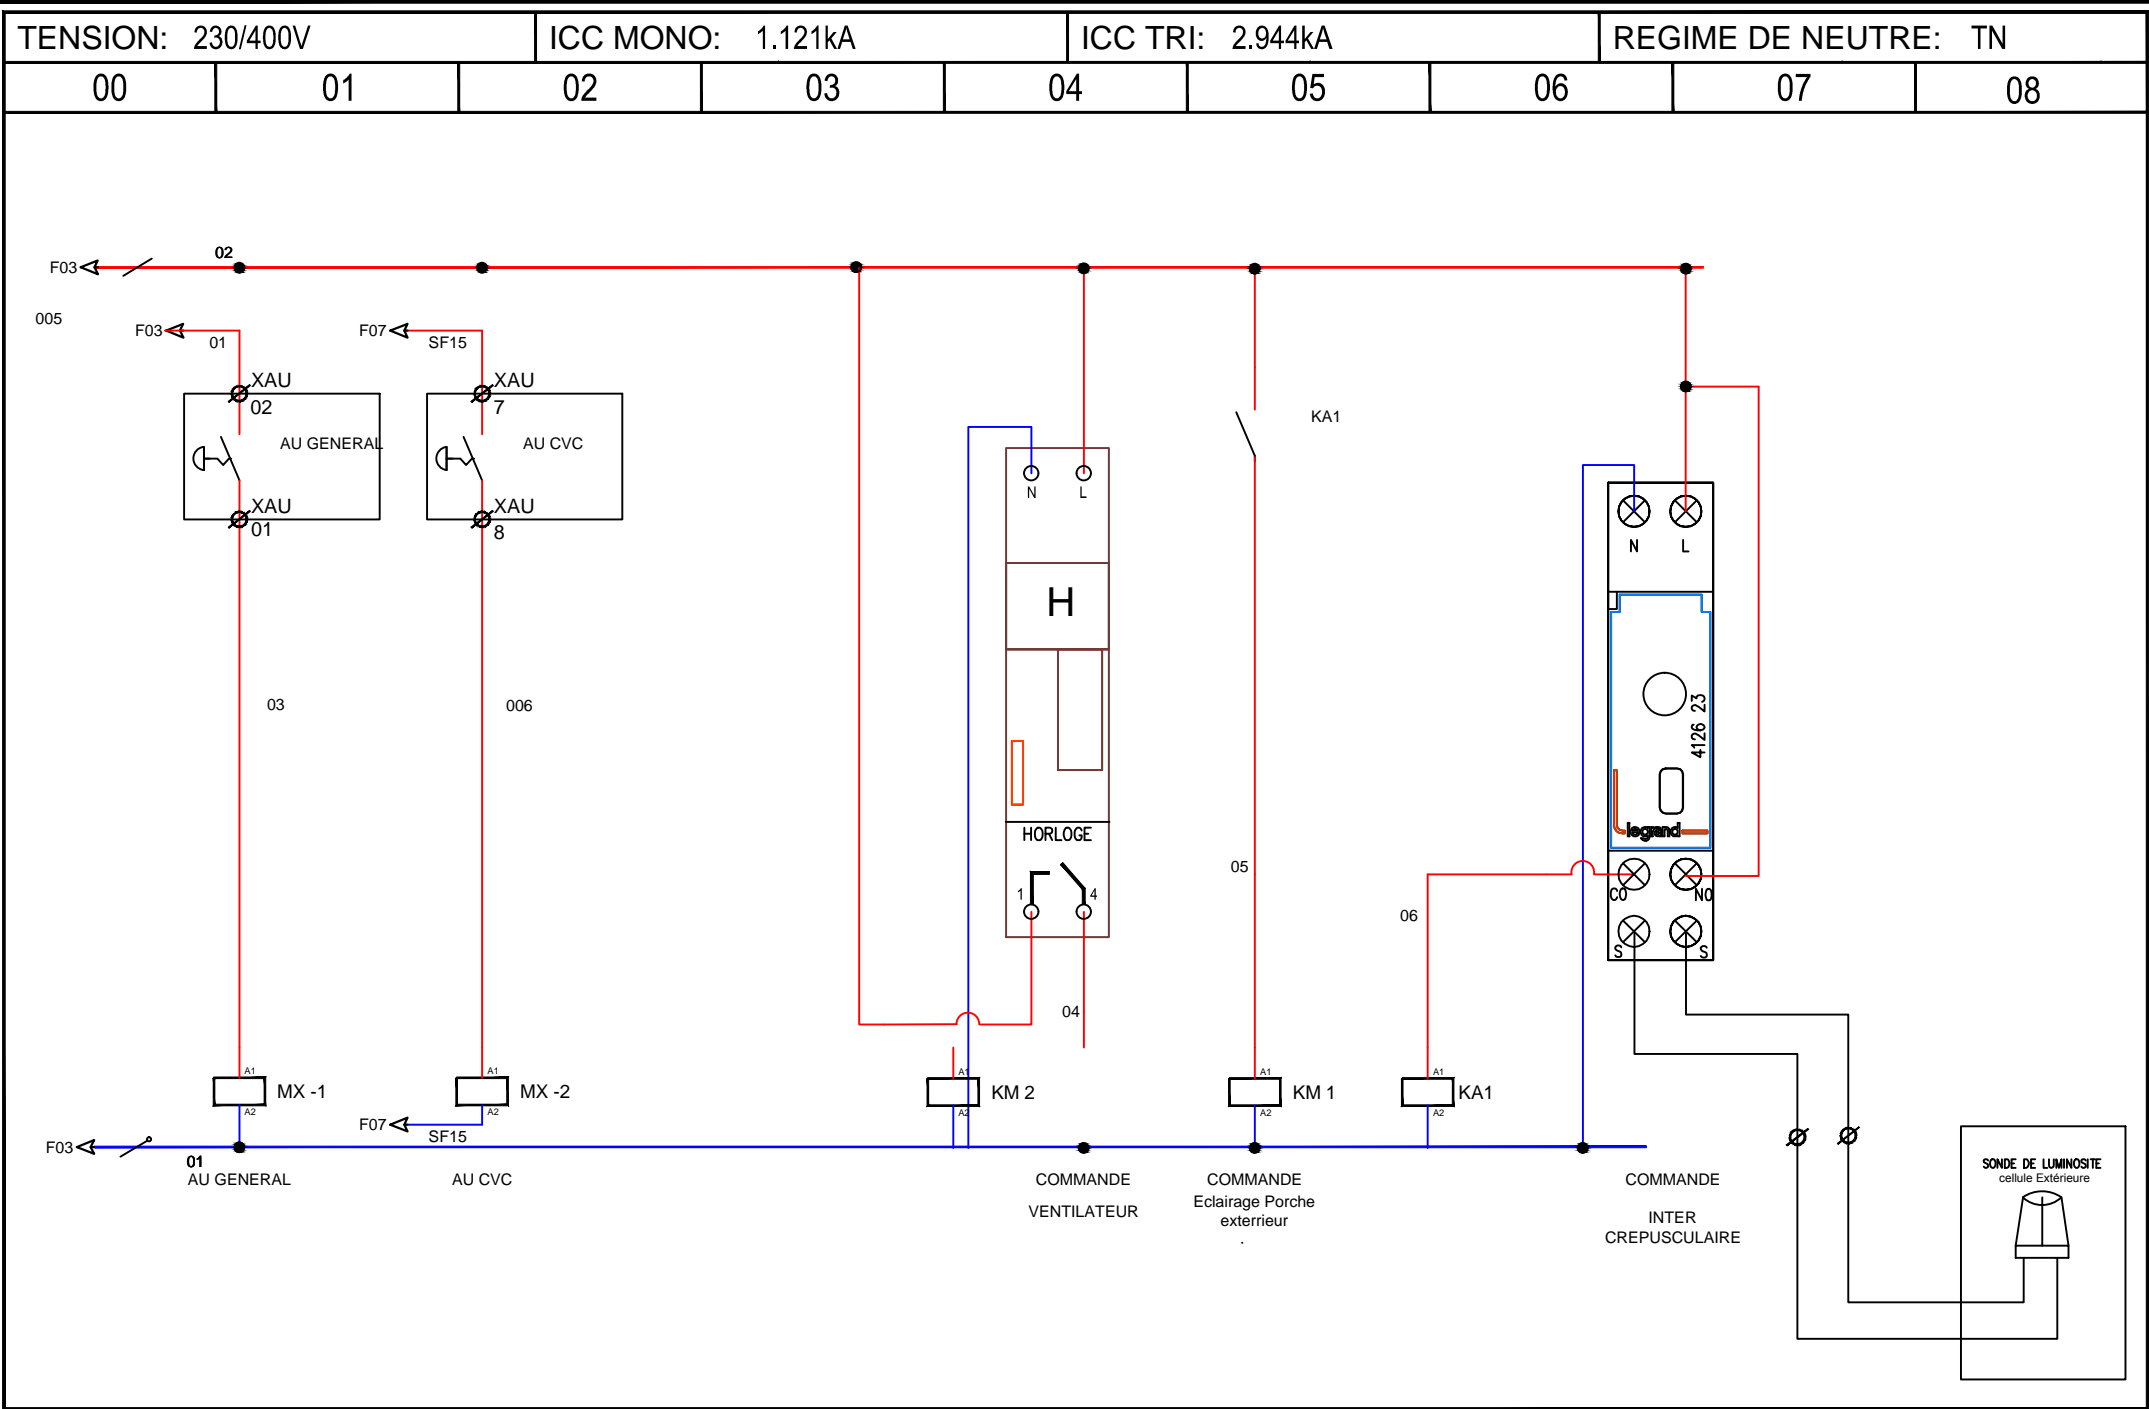 TENSION: 230/400V
ICC MONO: 1.121kA
ICC TRI: 2.944kA
REGIME DE NEUTRE: TN
00 01 02 03 04 05 06 07 08
02
F03
005
F03
01
F07
SF15
XAU
02
XAU
7
AU GENERAL
AU CVC
KA1
XAU
01
XAU
8
N L
N L
H
03
006
4126 23
legrand
HORLOGE
1 4
05
CO NO
06
S S
04
A1
MX -1
A2
A1
MX -2
A2
A1
KM 2
A2
A1
KM 1
A2
A1
KA1
A2
F07
SF15
F03
01
AU GENERAL
AU CVC
COMMANDE
VENTILATEUR
COMMANDE
Eclairage Porche
exterrieur
.
COMMANDE
INTER
CREPUSCULAIRE
SONDE DE LUMINOSITE
cellule Extérieure